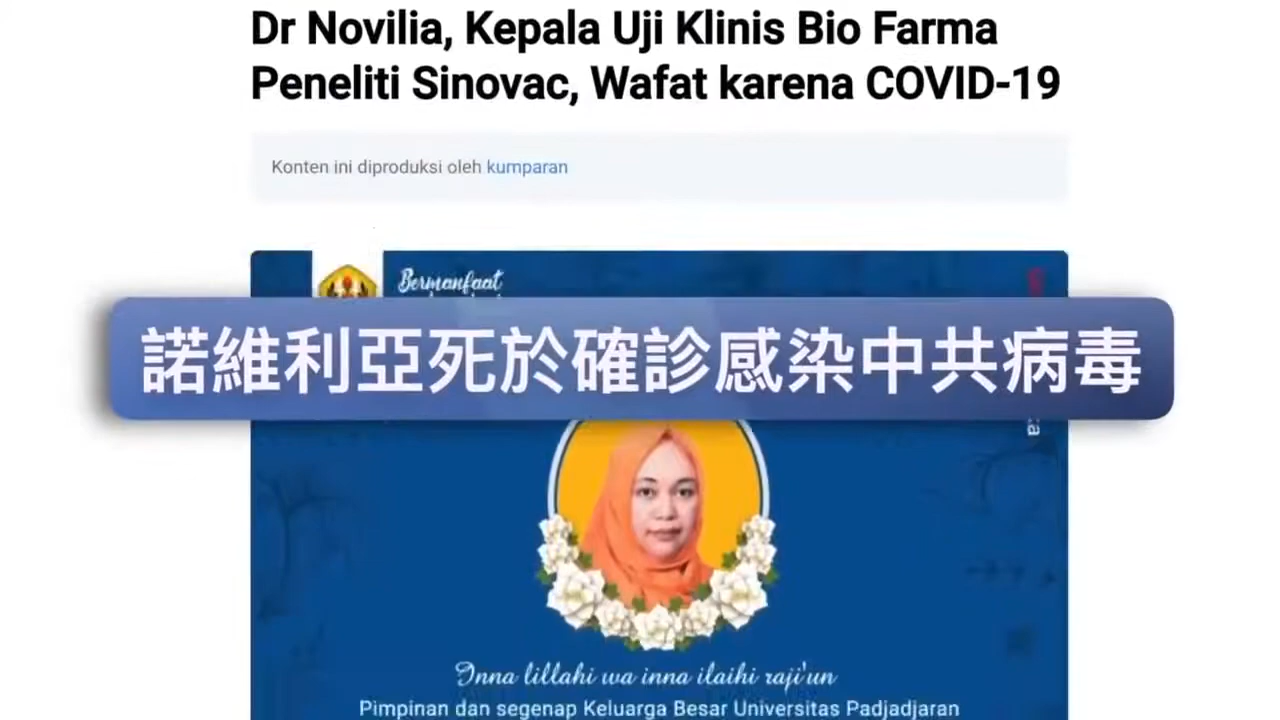 Dr Novilia, Kepala Uji Klinis Bio Farma
Peneliti Sinovac, Wafat karena COVID-19
Konten ini diproduksi oleh kumparan
Bermanfaat
諾維利亞死於確診感染中共病毒
Inna lillahi wa inna ilaihi raji'un
Pimpinan dan segenap Keluarga Besar Universitas Padjadjaran